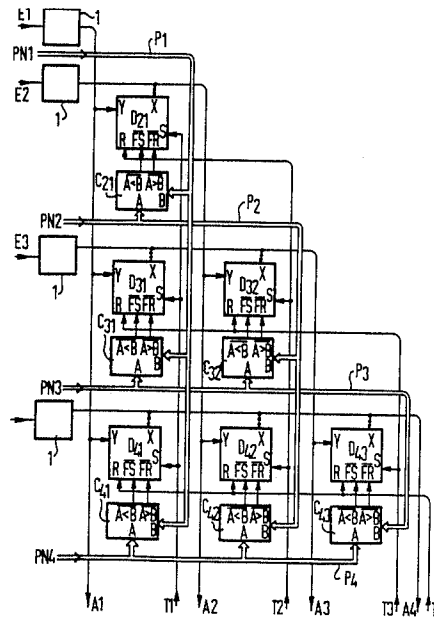 E1
1
P1
PN1
E2
1
Y X
D21
S
R FS FR
C21
A<B A>B
A B
PN2
P2
E3
1
Y X
D31
S
R FS FR
Y X
D32
S
R FS FR
C31
A<B A>B
A B
C32
A<B A>B
A B
PN3
P3
1
Y X
D41
S
R FS FR
Y X
D42
S
R FS FR
Y X
D43
S
R FS FR
C41
A<B A>B
A B
C42
A<B A>B
A B
C43
A<B A>B
A B
PN4
P4
A1 T1 A2 T2 A3 T3 A4 T